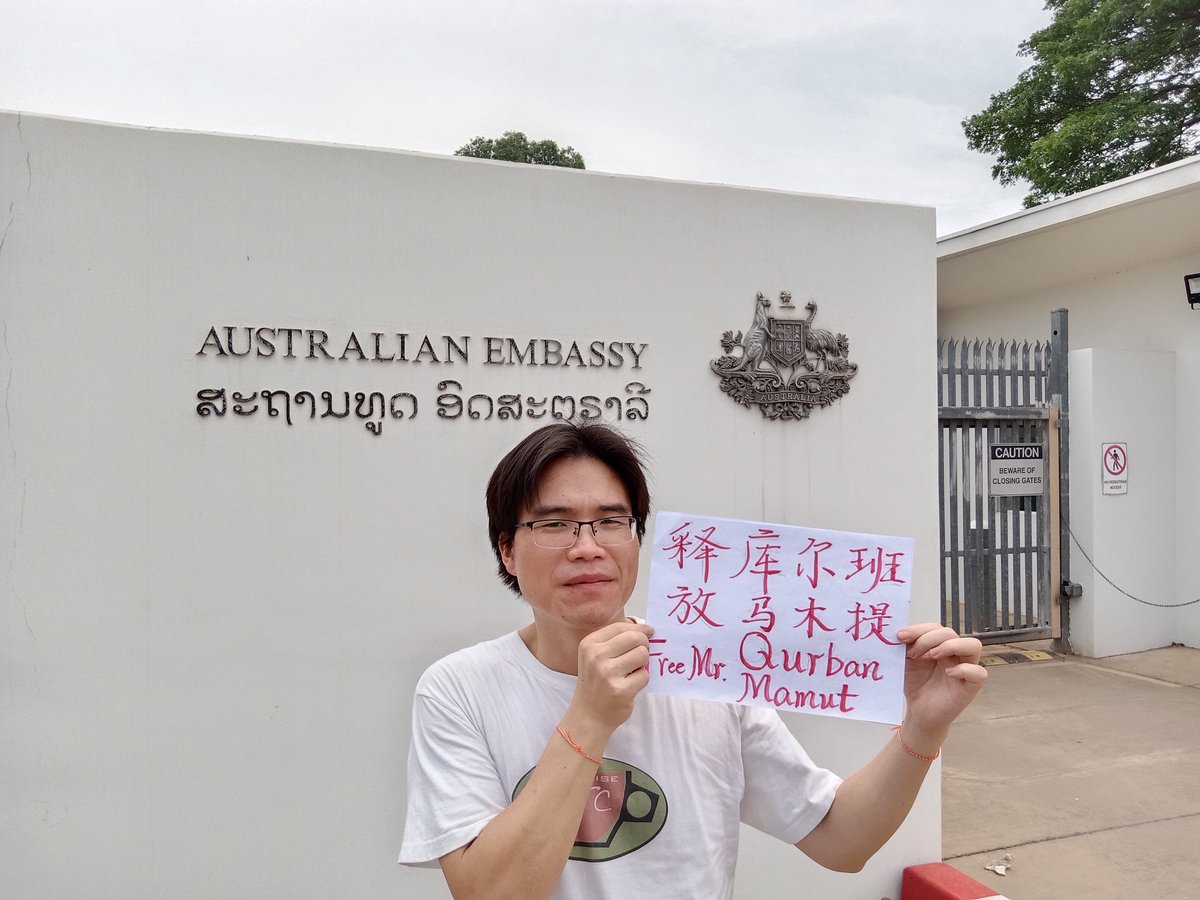 AUSTRALIAN EMBASSY
ສະຖານທູດ ອົດສະຕຣາລີ
AUSTRALIA
释放 库尔班
马木提
Free Mr. Qurban
Mamut
CAUTION
BEWARE OF
CLOSING GATES
NO PEDESTRIAN
ACCESS